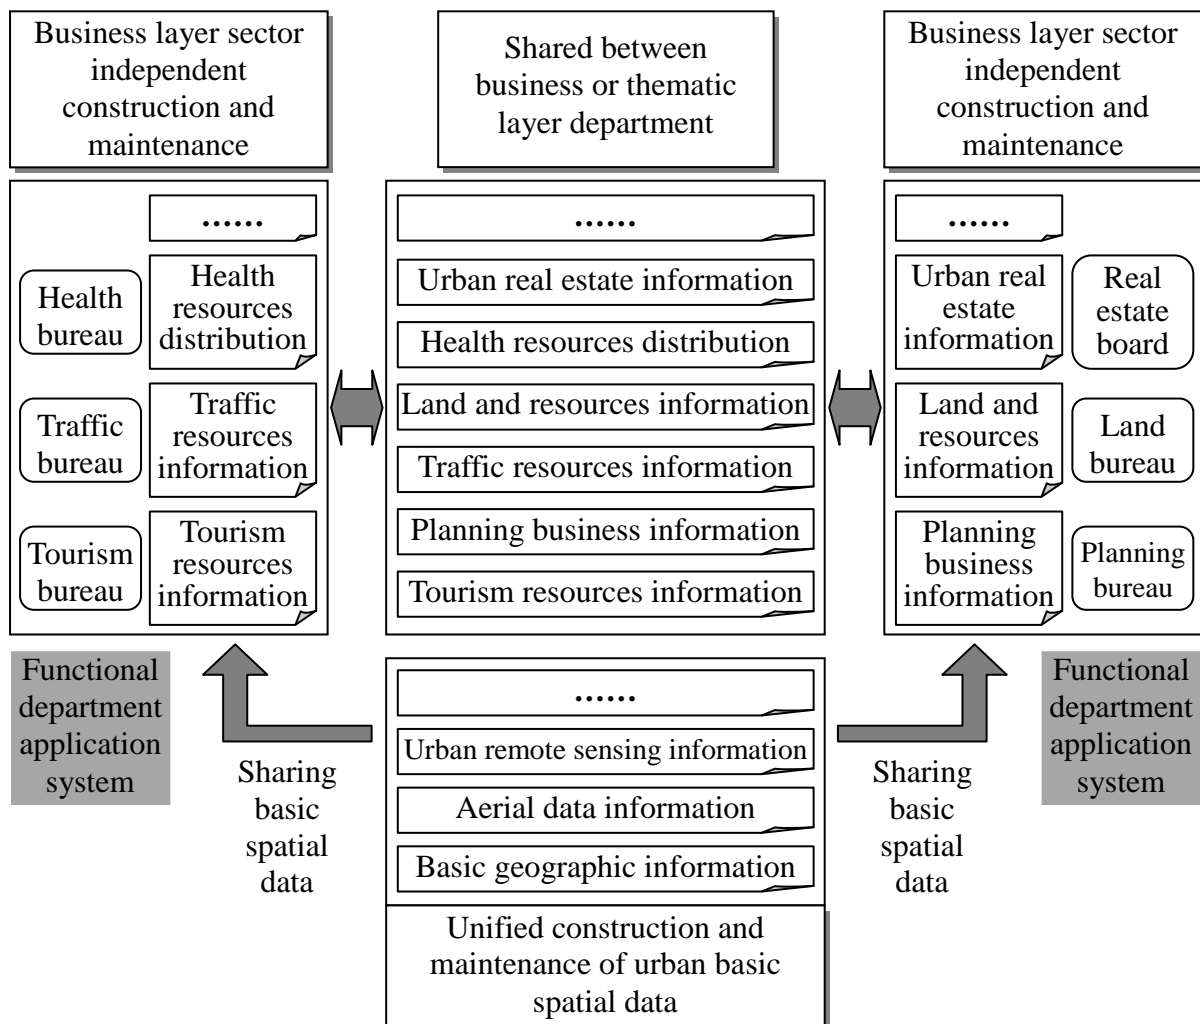 Business layer sector
independent
construction and
maintenance
Shared between
business or thematic
layer department
Business layer sector
independent
construction and
maintenance
......
Health
bureau
Health
resources
distribution
Traffic
bureau
Traffic
resources
information
Tourism
bureau
Tourism
resources
information
......
Urban real estate information
Health resources distribution
Land and resources information
Traffic resources information
Planning business information
Tourism resources information
......
Urban real
estate
information
Real
estate
board
Land and
resources
information
Land
bureau
Planning
business
information
Planning
bureau
Functional
department
application
system
Sharing
basic
spatial
data
......
Urban remote sensing information
Aerial data information
Basic geographic information
Unified construction and
maintenance of urban basic
spatial data
Sharing
basic
spatial
data
Functional
department
application
system